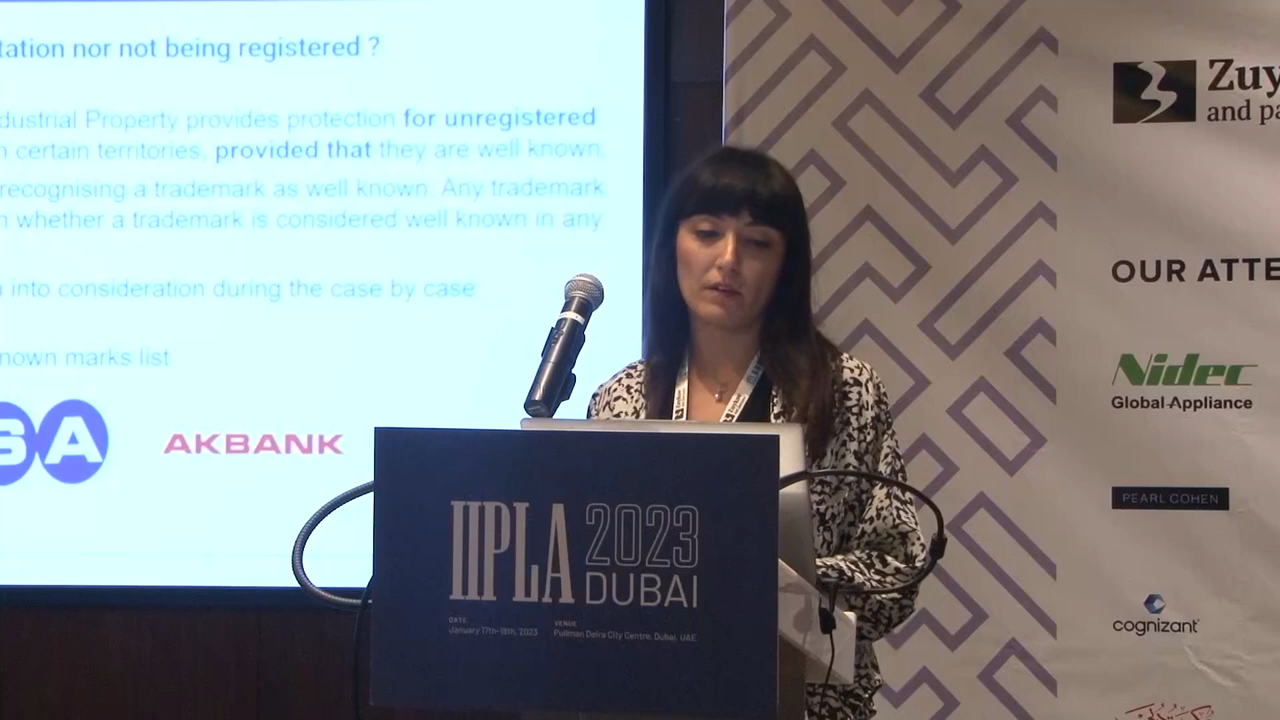 tation nor not being registered ?
dustrial Property provides protection for unregistered
n certain territories, provided that they are well known.
recognising a trademark as well known. Any trademark
n whether a trademark is considered well known in any
n into consideration during the case by case
nown marks list
SA
AKBANK
IIPLA 2023
DUBAI
DATE
January 17th-18th, 2023
VENUE
Pullman Deira City Centre, Dubai, UAE
Zuy
and pa
OUR ATTE
Nidec
Global Appliance
PEARL COHEN
cognizant